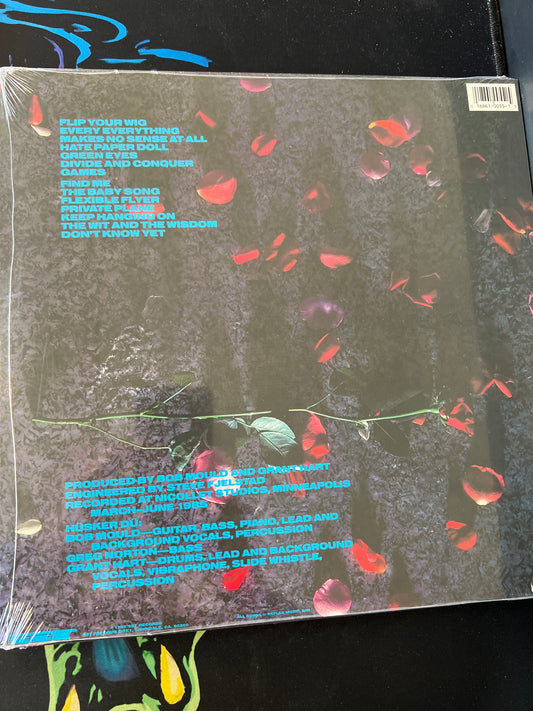 FLIP YOUR WIG
EVERY EVERYTHING
MAKES NO SENSE AT ALL
HATE PAPER DOLL
GREEN EYES
DIVIDE AND CONQUER
GAMES
FIND ME
THE BABY SONG
FLEXIBLE FLYER
PRIVATE PLANE
KEEP HANGING ON
THE WIT AND THE WISDOM
DON'T KNOW YET
PRODUCED BY BOB MOULD AND GRANT HART
ENGINEERED BY STEVE FJELSTAD
RECORDED AT NICOLLET STUDIOS, MINNEAPOLIS
MARCH—JUNE 1985
HÜSKER DÜ:
BOB MOULD—GUITAR, BASS, PIANO, LEAD AND
BACKGROUND VOCALS, PERCUSSION
GREG NORTON—BASS
GRANT HART—DRUMS, LEAD AND BACKGROUND
VOCALS, VIBRAPHONE, SLIDE WHISTLE,
PERCUSSION